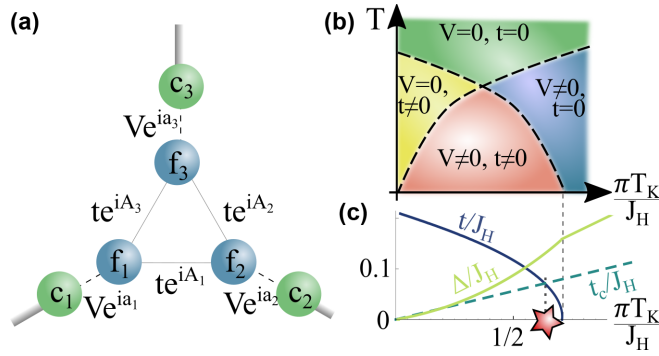 (a)
c₃
Ve^{ia₃}
f₃
te^{iA₃}
te^{iA₂}
f₁
f₂
te^{iA₁}
c₁
Ve^{ia₁}
Ve^{ia₂}
c₂
(b)
T
V=0, t=0
V=0,
t≠0
V≠0,
t=0
V≠0, t≠0
πT_K
J_H
(c)
t/J_H
0.1
Δ/J_H
t_c/J_H
0
1/2
πT_K
J_H